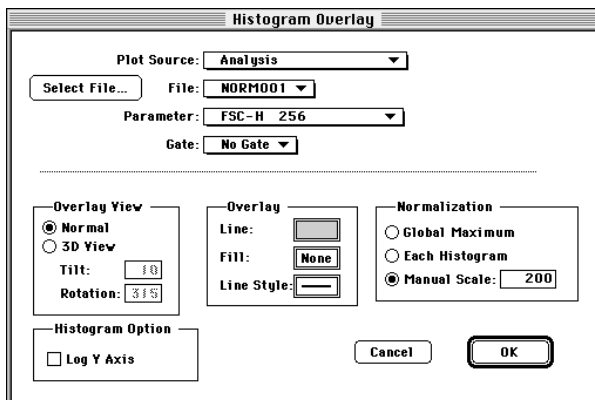 Histogram Overlay
Plot Source: Analysis
Select File... File: NORM001
Parameter: FSC-H 256
Gate: No Gate
Overlay View
Normal
3D View
Tilt: 10
Rotation: 315
Overlay
Line:
Fill: None
Line Style:
Normalization
Global Maximum
Each Histogram
Manual Scale: 200
Histogram Option
Log Y Axis
Cancel
OK